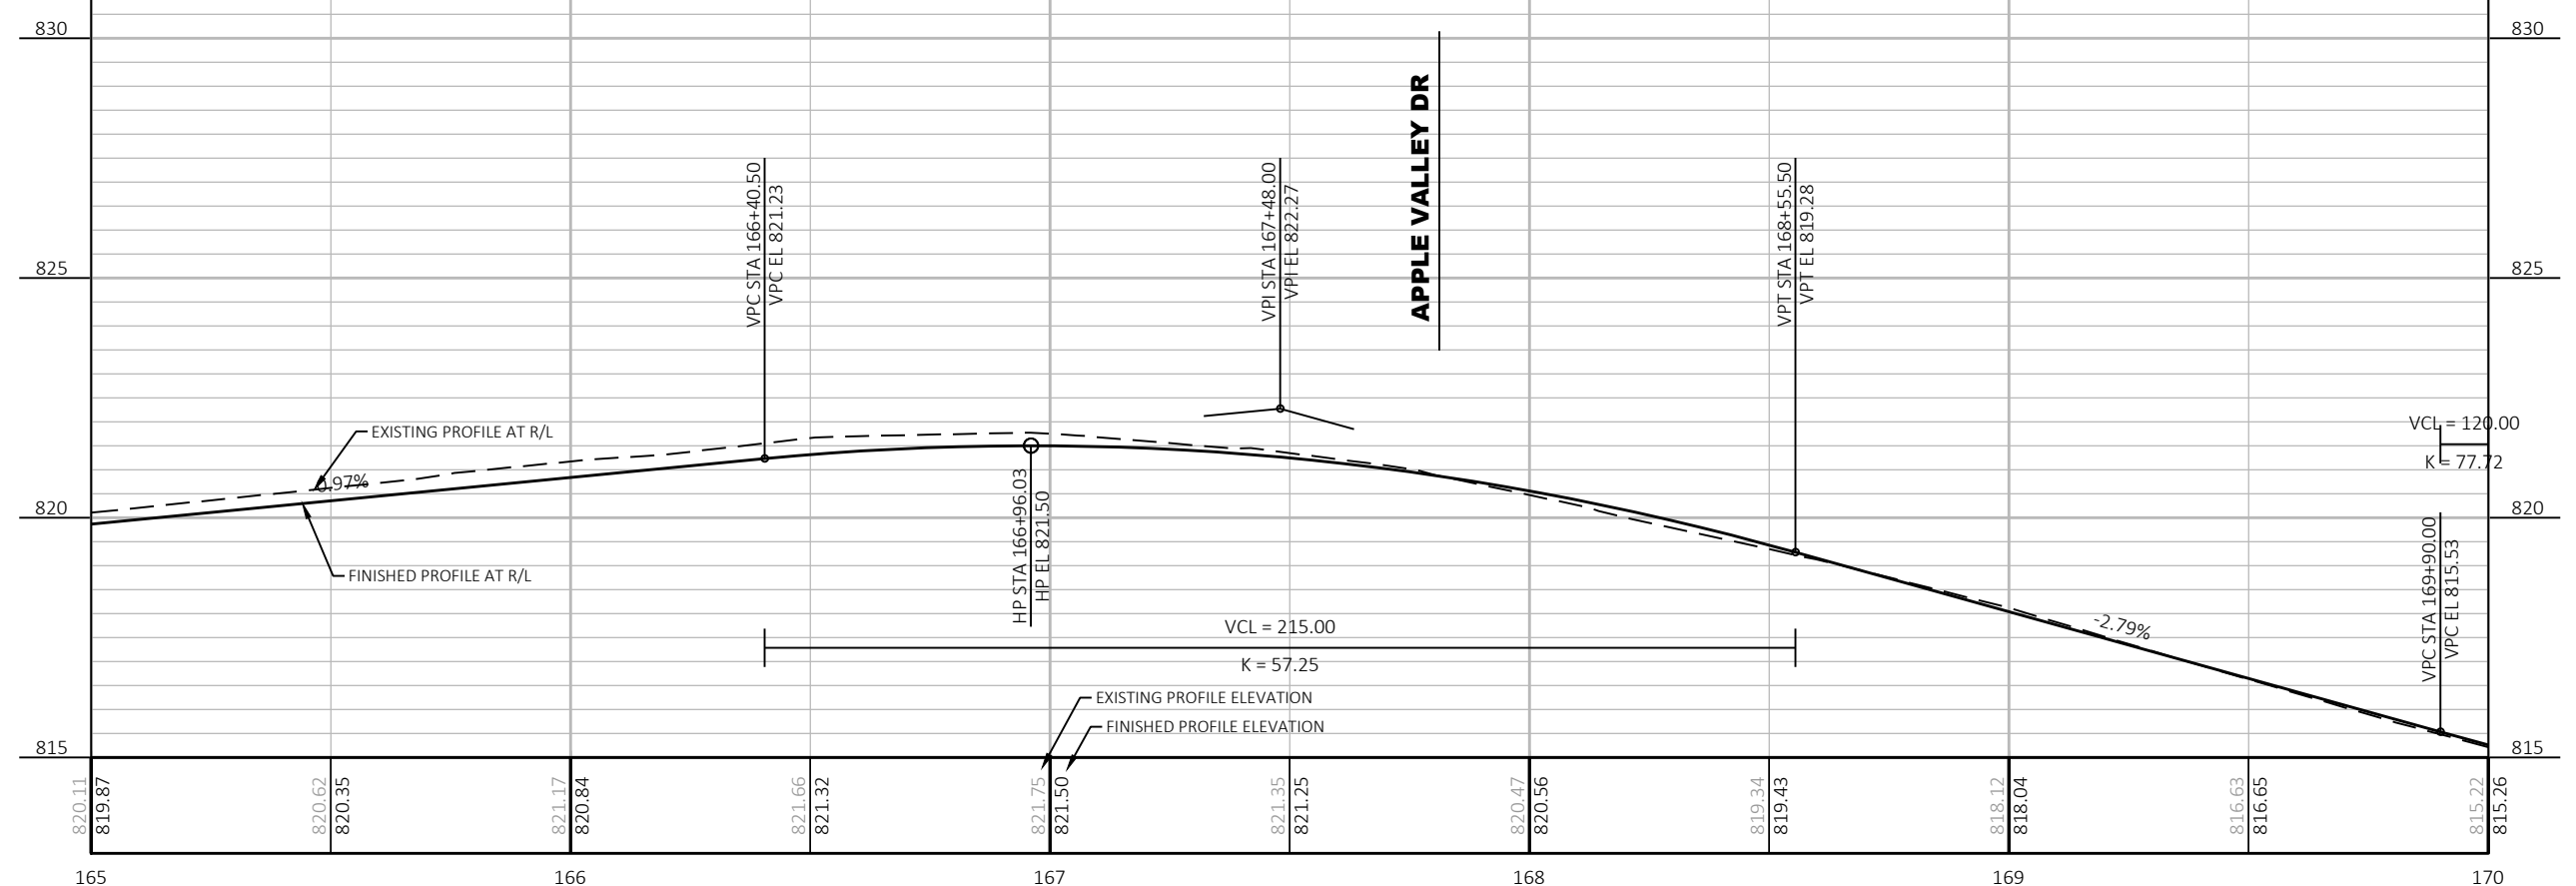 830
830
APPLE VALLEY DR
VPC STA 166+40.50
VPC EL 821.23
VPI STA 167+48.00
VPI EL 822.27
VPT STA 168+55.50
VPT EL 819.28
825
825
EXISTING PROFILE AT R/L
0.97%
VCL = 120.00
K = 77.72
HP STA 166+96.03
HP EL 821.50
820
820
VPC STA 169+90.00
VPC EL 815.53
FINISHED PROFILE AT R/L
VCL = 215.00
K = 57.25
-2.79%
EXISTING PROFILE ELEVATION
FINISHED PROFILE ELEVATION
815
815
820.11
819.87
820.62
820.35
821.17
820.84
821.66
821.32
821.75
821.50
821.35
821.25
820.47
820.56
819.34
819.43
818.12
818.04
816.63
816.65
815.22
815.26
165
166
167
168
169
170